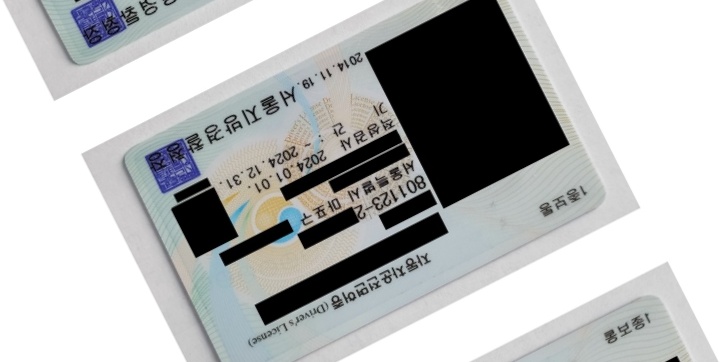 1종보통
자동차운전면허증 (Driver's License)
801123-2
서울특별시 마포구
적성검사
기 간
2024.01.01.
~ 2024.12.31.
2014.11.19.
서울지방경찰청장
1종보통